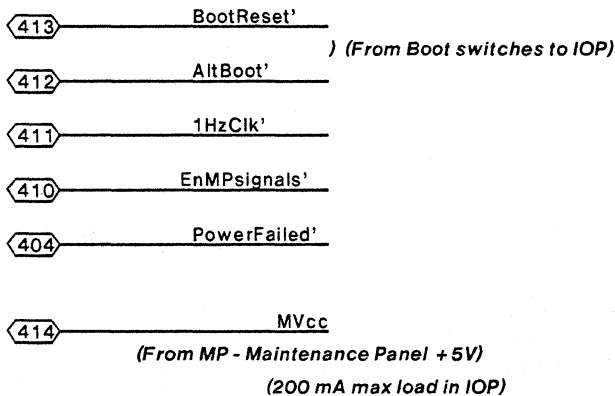 413 BootReset'
) (From Boot switches to IOP)
412 AltBoot'
411 1HzClk'
410 EnMPsignals'
404 PowerFailed'
414 MVcc
(From MP - Maintenance Panel +5V)
(200 mA max load in IOP)